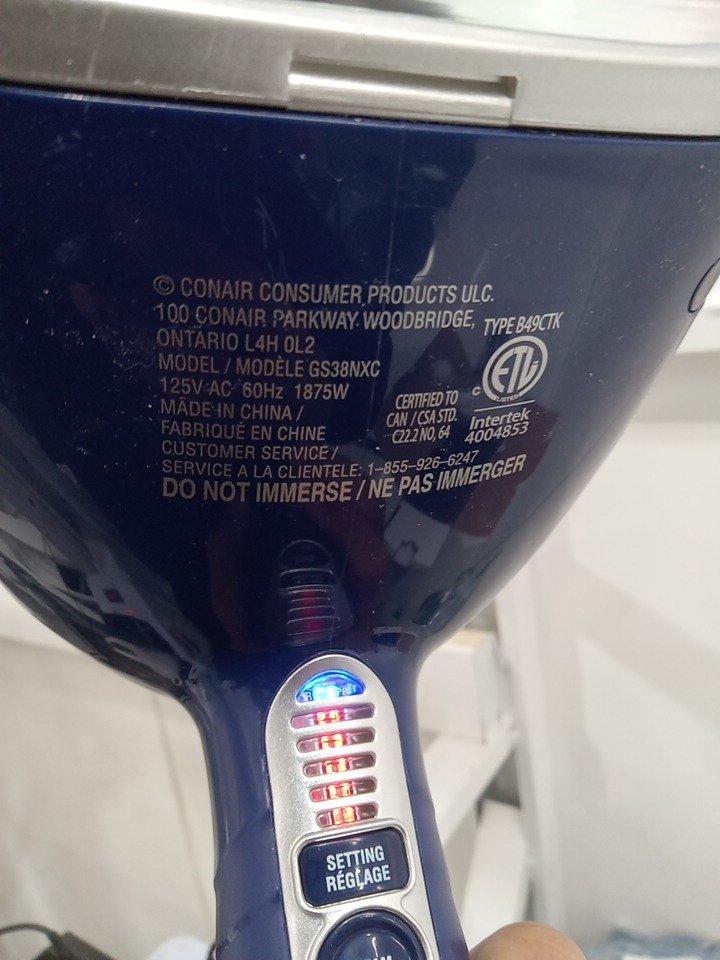 © CONAIR CONSUMER PRODUCTS ULC.
100 CONAIR PARKWAY WOODBRIDGE,
ONTARIO L4H 0L2
MODEL / MODÈLE GS38NXC
125V AC 60Hz 1875W
MADE IN CHINA /
FABRIQUÉ EN CHINE
CUSTOMER SERVICE /
SERVICE A LA CLIENTELE: 1-855-926-6247
DO NOT IMMERSE / NE PAS IMMERGER
TYPE B49CTK
ETL
C LISTED
Intertek
4004853
CERTIFIED TO
CAN / CSA STD.
C22.2 NO, 64
SETTING
RÉGLAGE